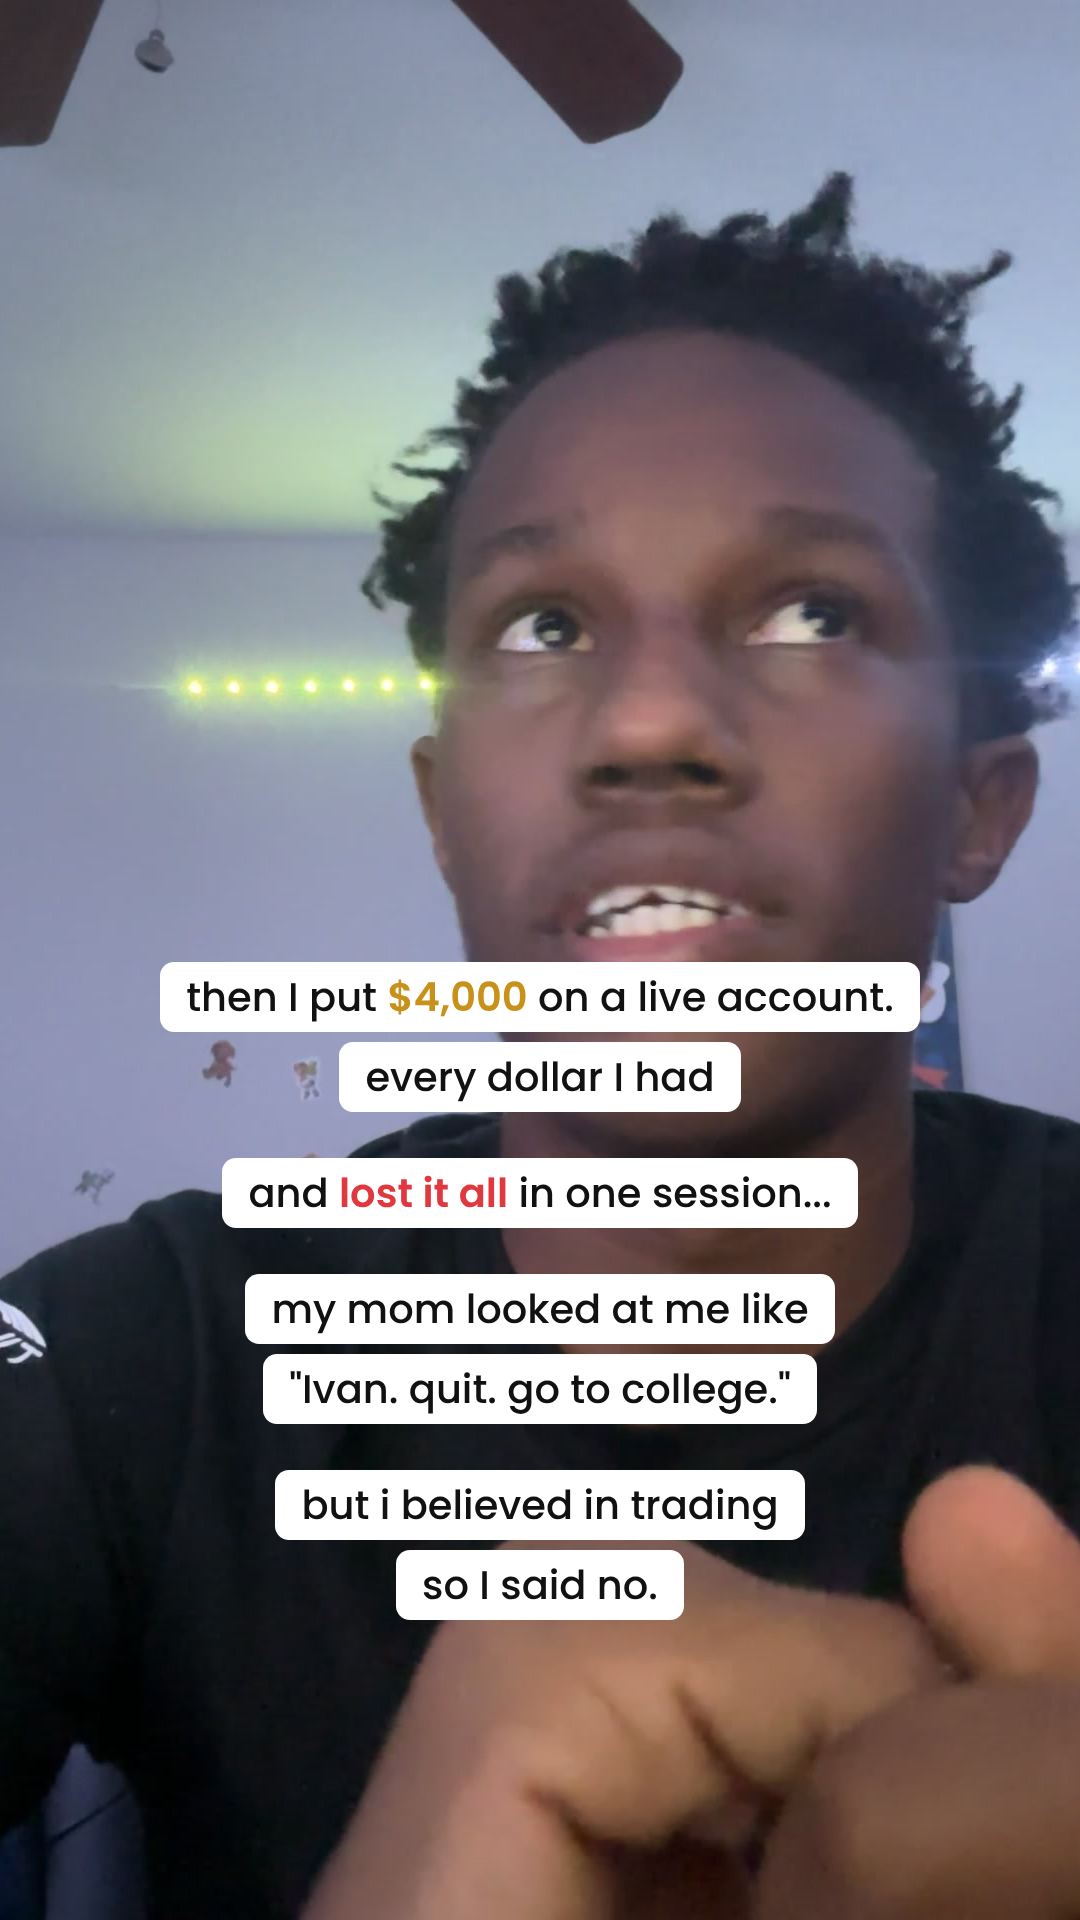 then I put $4,000 on a live account.
every dollar I had
and lost it all in one session...
my mom looked at me like
"Ivan. quit. go to college."
but i believed in trading
so I said no.